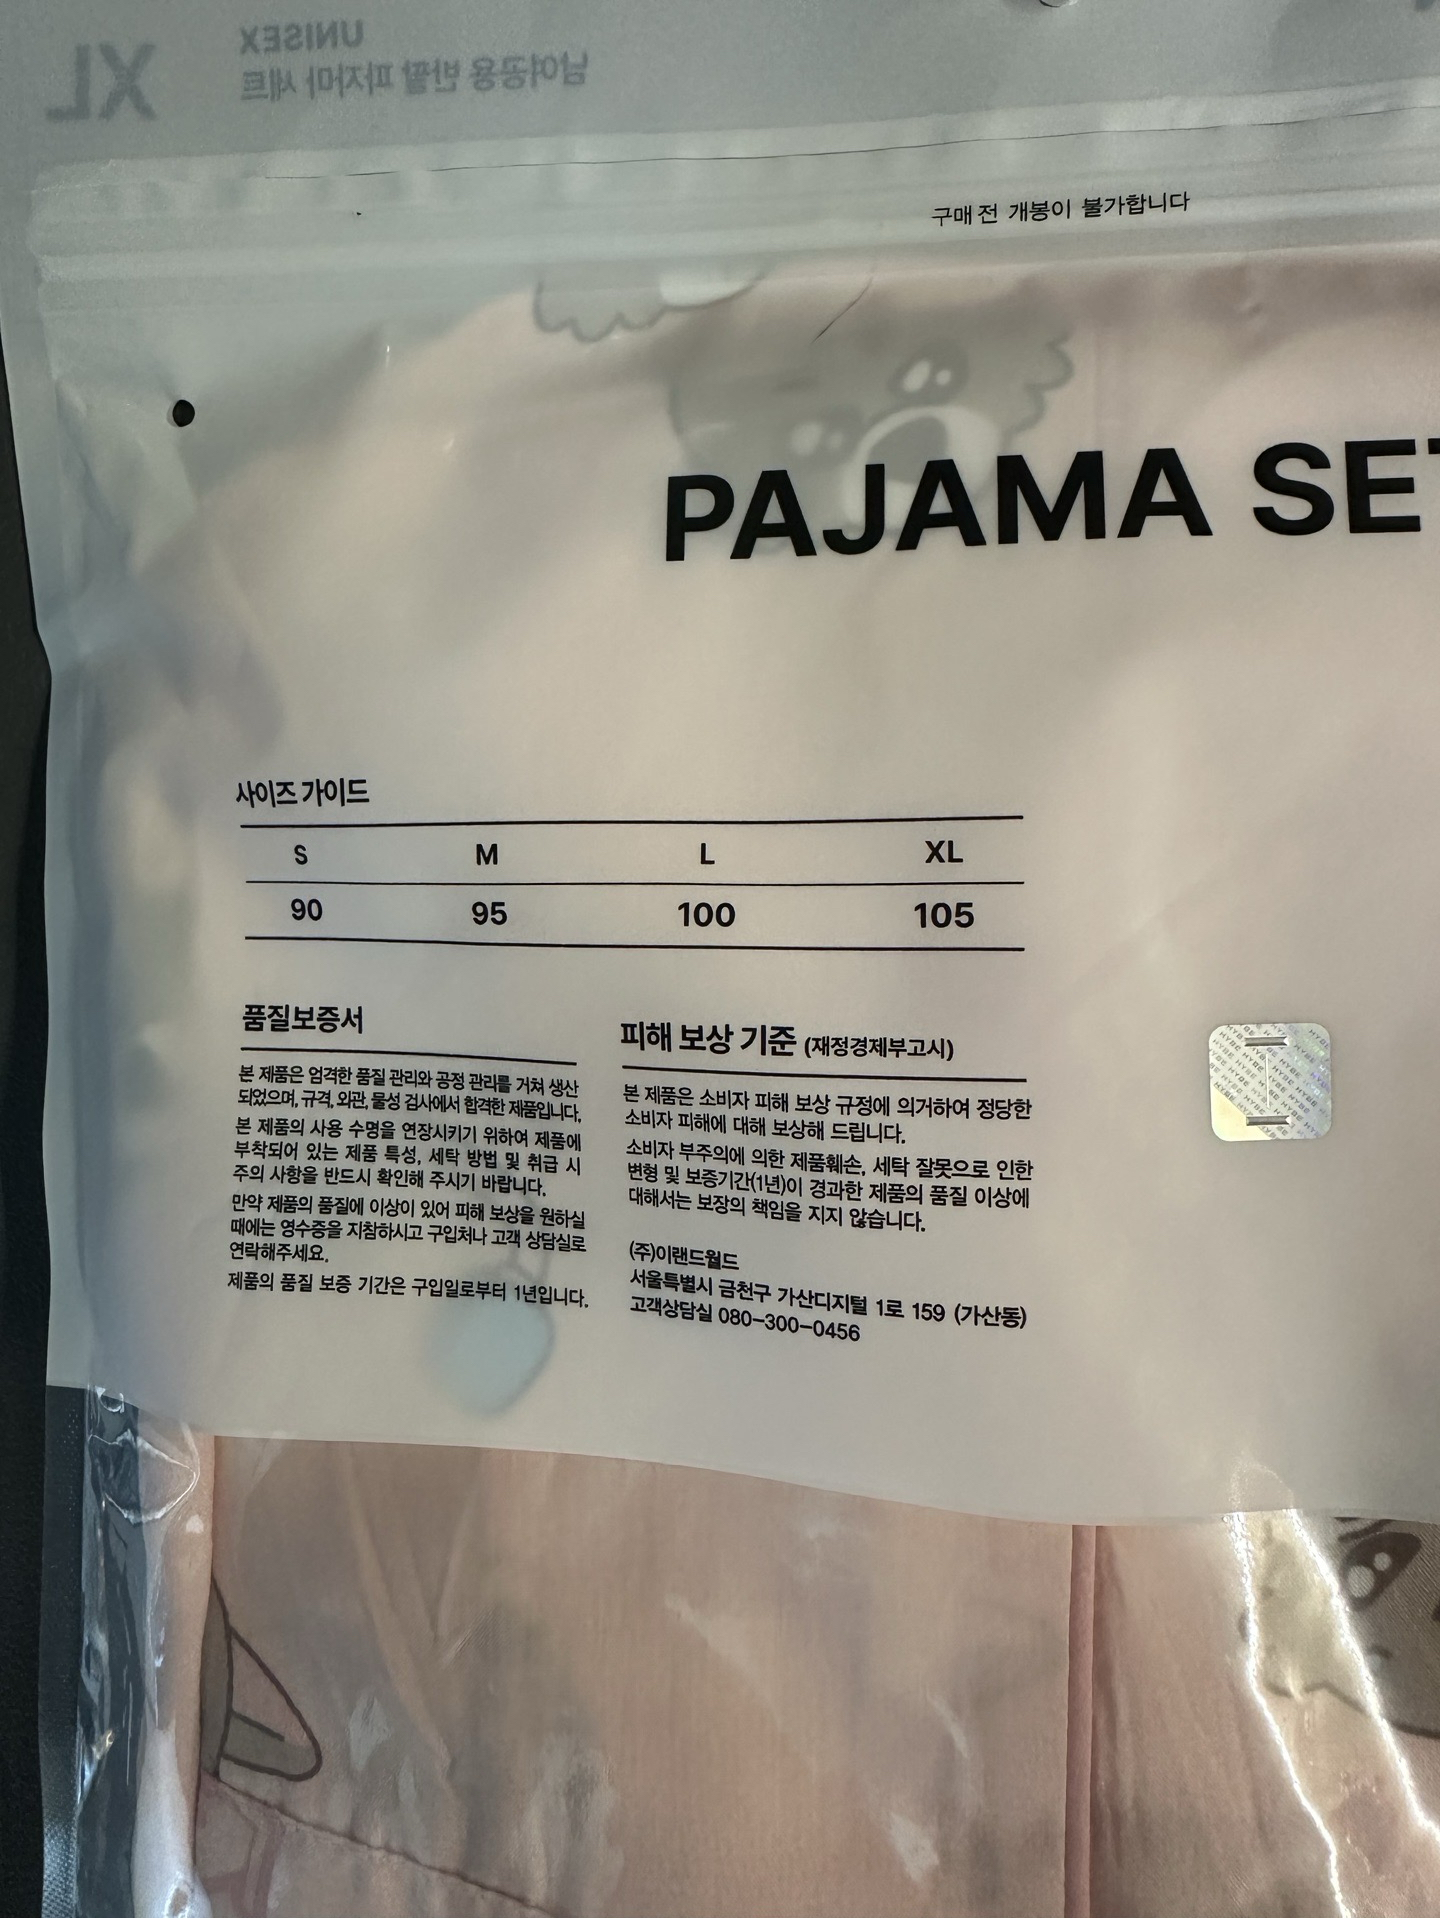 XL
UNISEX
남여공용 반팔 파자마 세트
구매 전 개봉이 불가합니다
PAJAMA SET
사이즈 가이드
S M L XL
90 95 100 105
품질보증서
본 제품은 엄격한 품질 관리와 공정 관리를 거쳐 생산
되었으며, 규격, 외관, 물성 검사에서 합격한 제품입니다.
본 제품의 사용 수명을 연장시키기 위하여 제품에
부착되어 있는 제품 특성, 세탁 방법 및 취급 시
주의 사항을 반드시 확인해 주시기 바랍니다.
만약 제품의 품질에 이상이 있어 피해 보상을 원하실
때에는 영수증을 지참하시고 구입처나 고객 상담실로
연락해주세요.
제품의 품질 보증 기간은 구입일로부터 1년입니다.
피해 보상 기준 (재정경제부고시)
본 제품은 소비자 피해 보상 규정에 의거하여 정당한
소비자 피해에 대해 보상해 드립니다.
소비자 부주의에 의한 제품훼손, 세탁 잘못으로 인한
변형 및 보증기간(1년)이 경과한 제품의 품질 이상에
대해서는 보장의 책임을 지지 않습니다.
(주)이랜드월드
서울특별시 금천구 가산디지털 1로 159 (가산동)
고객상담실 080-300-0456
HYBE HYBE HYBE